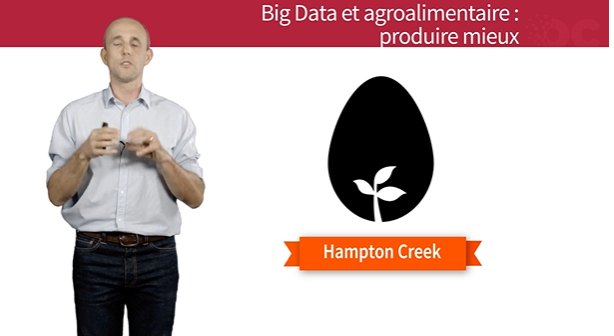 Big Data et agroalimentaire :
produire mieux
Hampton Creek